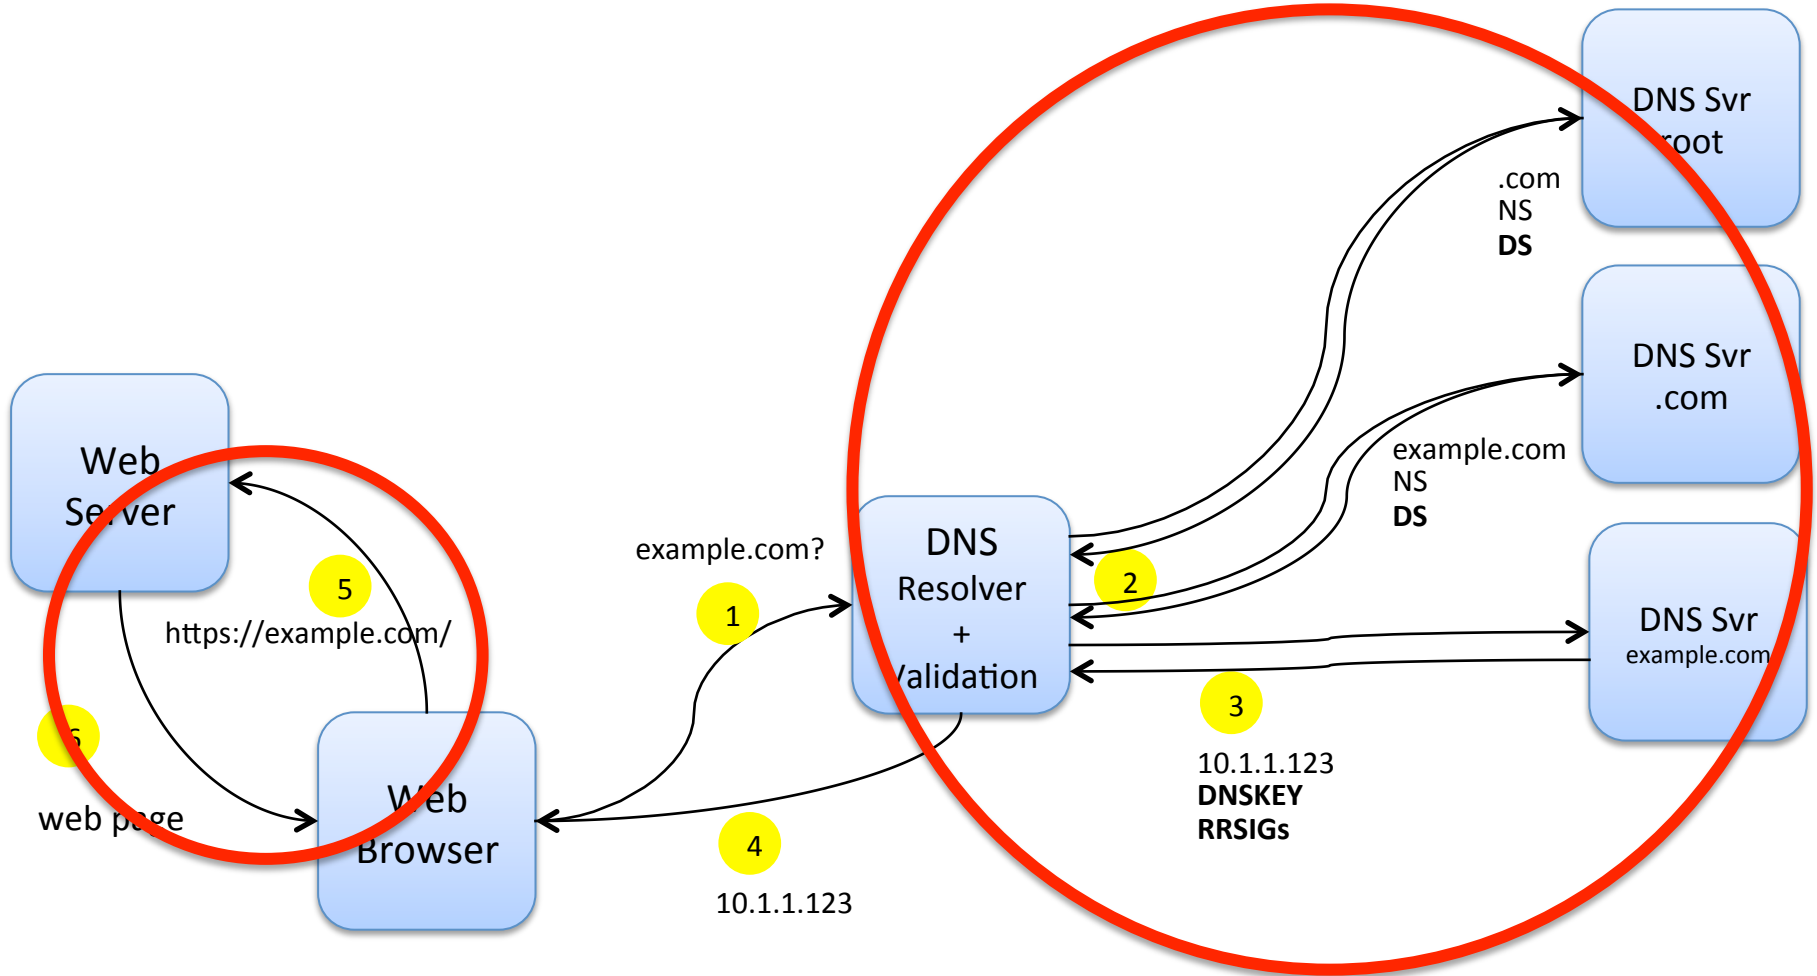 DNS Svr
root
.com
NS
DS
DNS Svr
.com
example.com
NS
DS
Web
Server
5
https://example.com/
6
web page
Web
Browser
example.com?
1
DNS
Resolver
+
Validation
2
DNS Svr
example.com
3
10.1.1.123
DNSKEY
RRSIGs
4
10.1.1.123